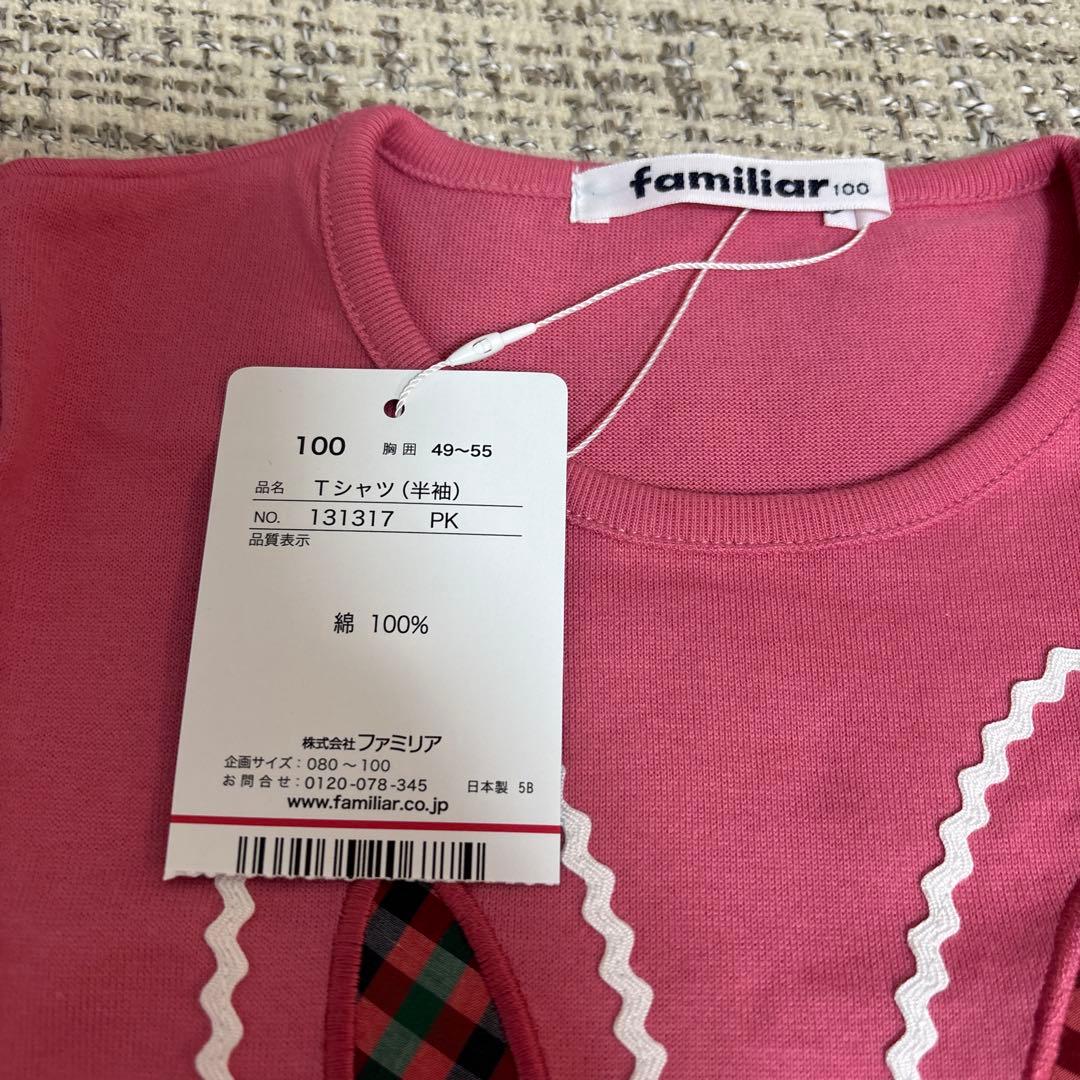 familiar 100
100 胸囲 49～55
品名 Tシャツ(半袖)
NO. 131317 PK
品質表示
綿 100%
株式会社ファミリア
企画サイズ：080～100
お問合せ：0120-078-345 日本製 5B
www.familiar.co.jp